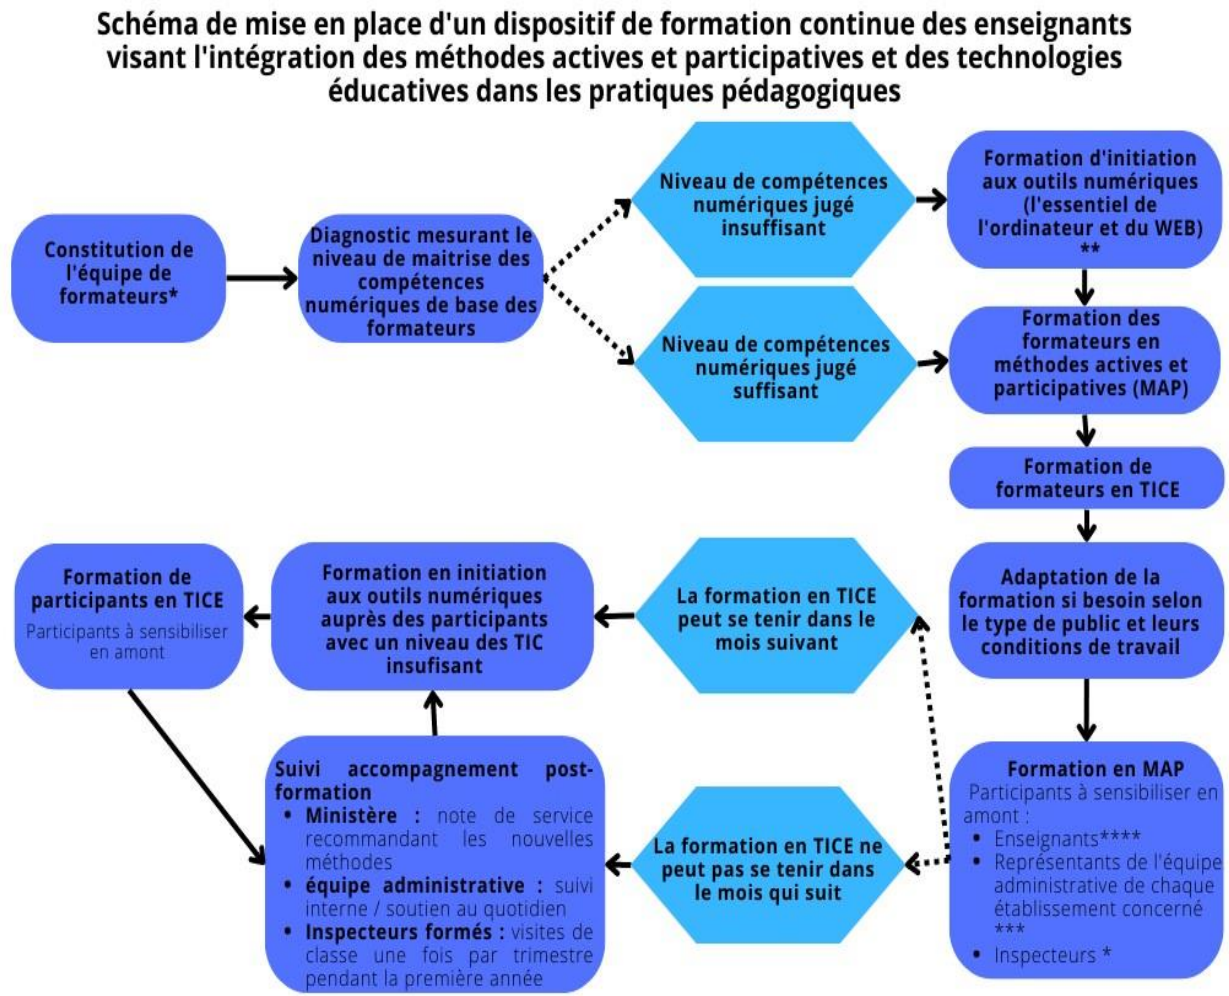 Schéma de mise en place d'un dispositif de formation continue des enseignants
visant l'intégration des méthodes actives et participatives et des technologies
éducatives dans les pratiques pédagogiques
Constitution de
l'équipe de
formateurs*
Diagnostic mesurant le
niveau de maitrise des
compétences
numériques de base des
formateurs
Niveau de compétences
numériques jugé
insuffisant
Formation d'initiation
aux outils numériques
(l'essentiel de
l'ordinateur et du WEB)
**
Niveau de compétences
numériques jugé
suffisant
Formation des
formateurs en
méthodes actives et
participatives (MAP)
Formation de
formateurs en TICE
Adaptation de la
formation si besoin selon
le type de public et leurs
conditions de travail
Formation en MAP
Participants à sensibiliser en
amont :
• Enseignants****
• Représentants de l'équipe
administrative de chaque
établissement concerné
***
• Inspecteurs *
La formation en TICE
peut se tenir dans le
mois suivant
La formation en TICE ne
peut pas se tenir dans
le mois qui suit
Formation en initiation
aux outils numériques
auprès des participants
avec un niveau des TIC
insufisant
Formation de
participants en TICE
Participants à sensibiliser
en amont
Suivi accompagnement post-
formation
• Ministère : note de service
recommandant les nouvelles
méthodes
• équipe administrative : suivi
interne / soutien au quotidien
• Inspecteurs formés : visites de
classe une fois par trimestre
pendant la première année